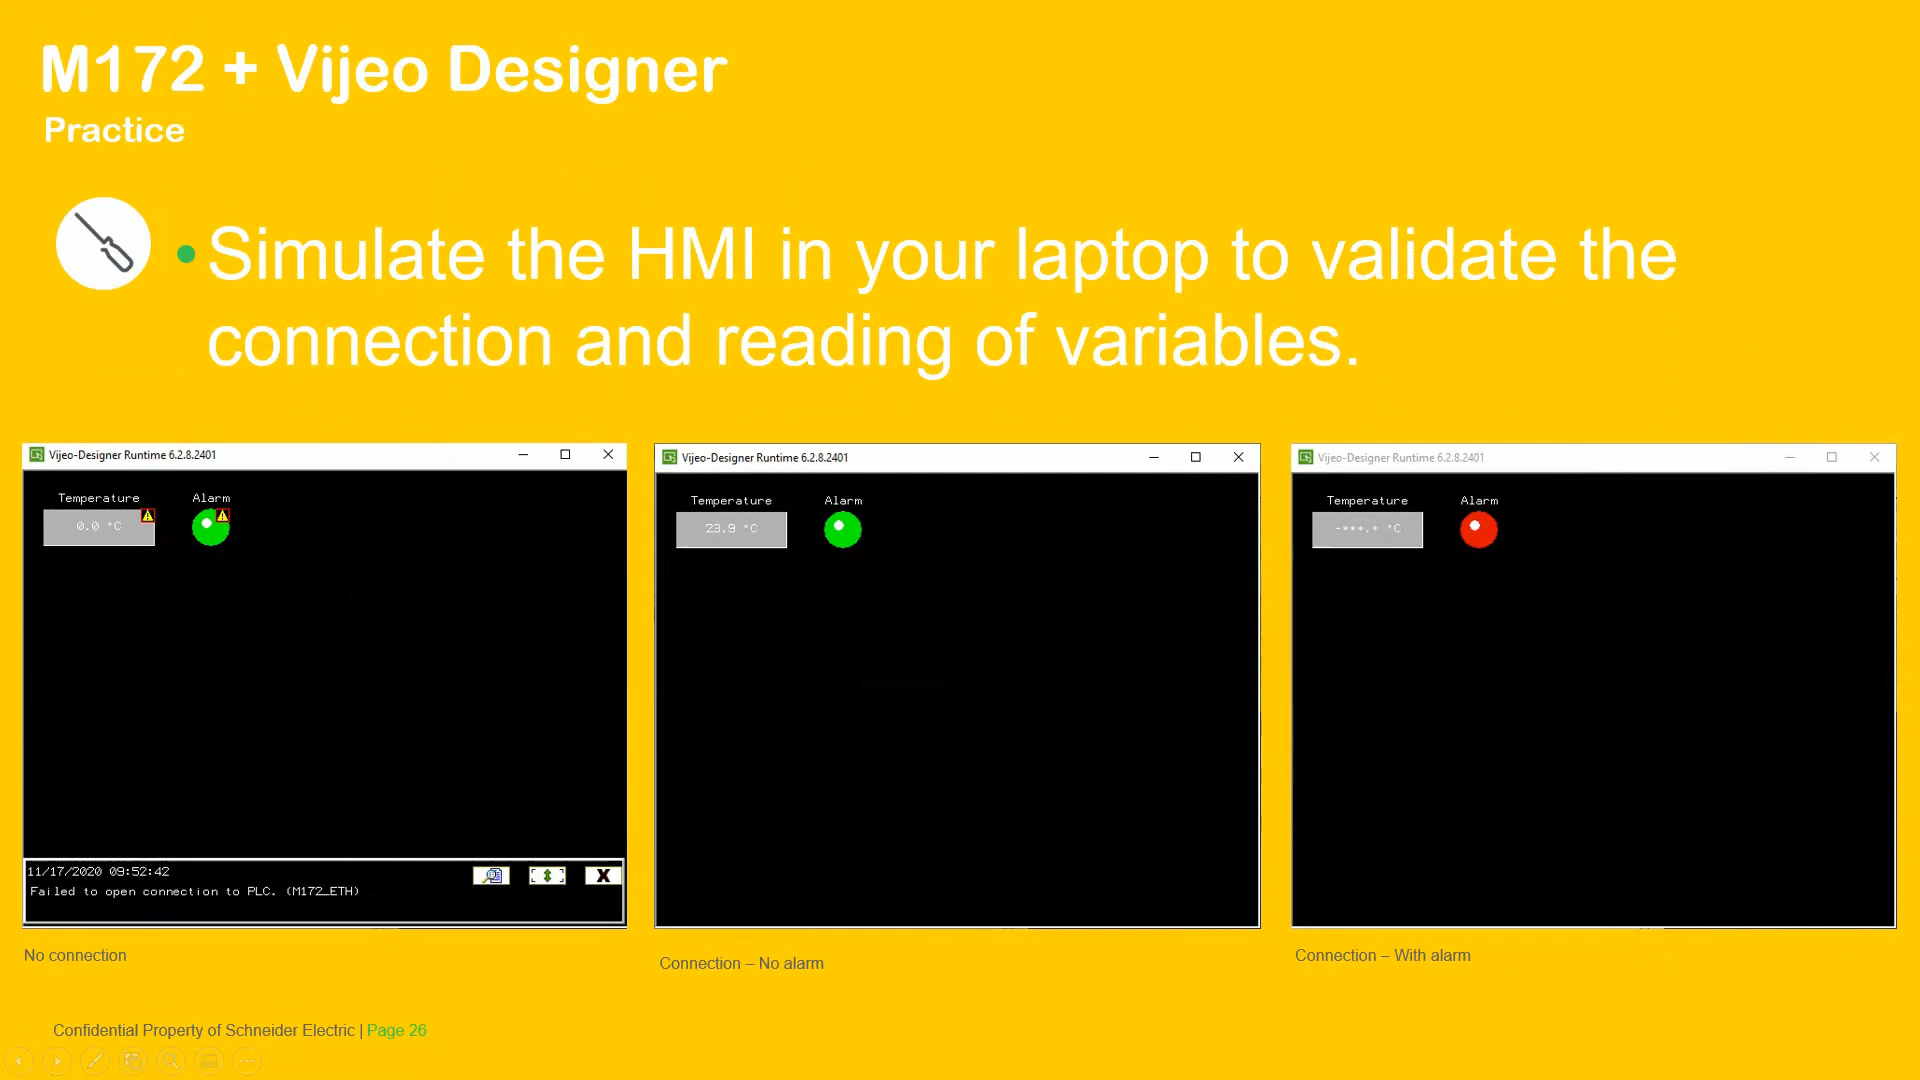 M172 + Vijeo Designer
Practice
• Simulate the HMI in your laptop to validate the
connection and reading of variables.
Vijeo-Designer Runtime 6.2.8.2401
Temperature
Alarm
0.0 °C
11/17/2020 09:52:42
Failed to open connection to PLC. (M172_ETH)
No connection
Vijeo-Designer Runtime 6.2.8.2401
Temperature
Alarm
23.9 °C
Connection – No alarm
Vijeo-Designer Runtime 6.2.8.2401
Temperature
Alarm
-***.* °C
Connection – With alarm
Confidential Property of Schneider Electric | Page 26